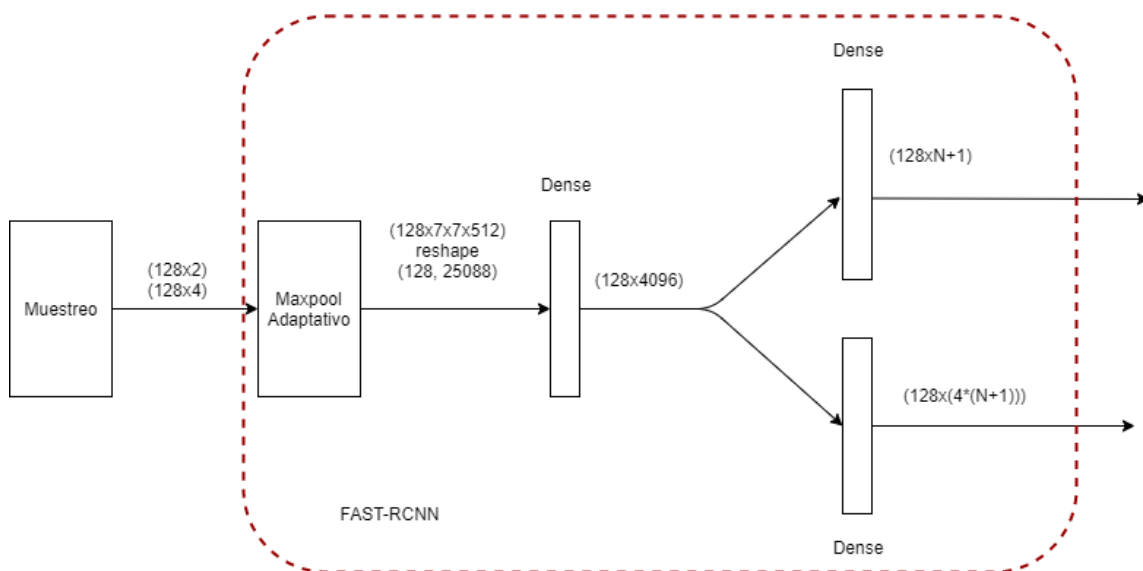 Muestreo
(128x2)
(128x4)
Maxpool
Adaptativo
(128x7x7x512)
reshape
(128, 25088)
Dense
(128x4096)
Dense
(128xN+1)
(128x(4*(N+1)))
Dense
FAST-RCNN